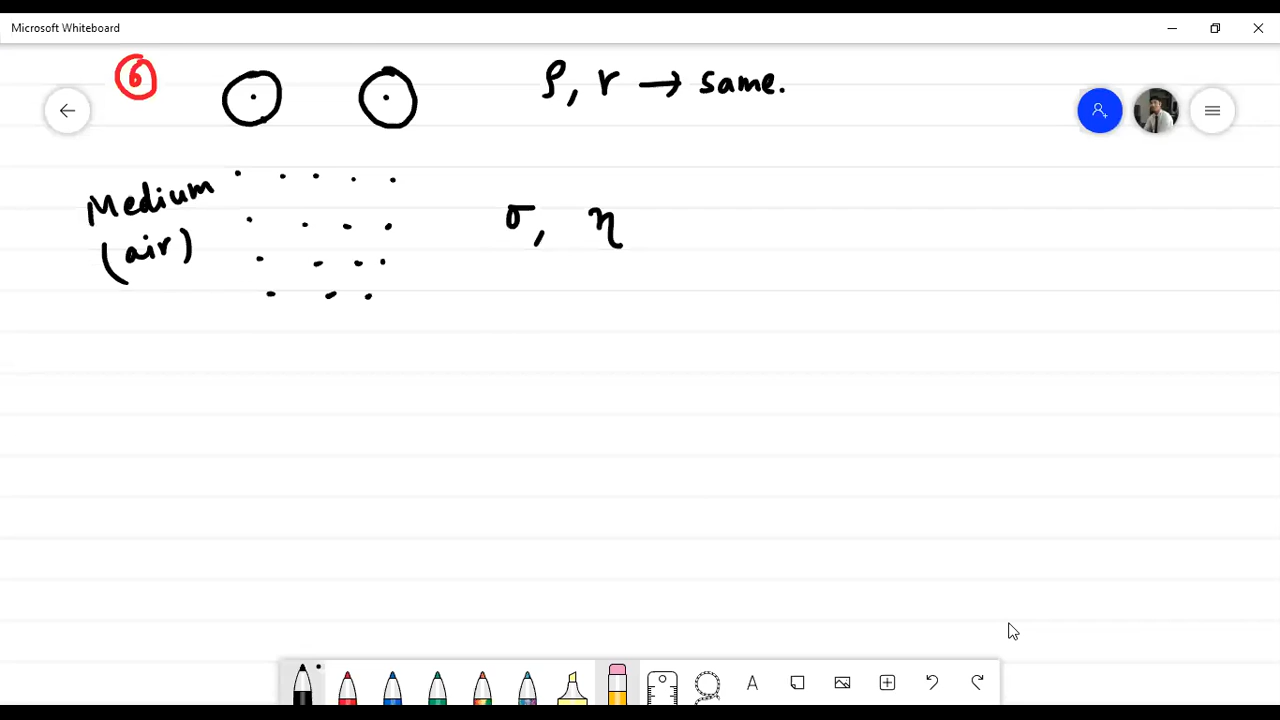 Microsoft Whiteboard
6
ρ, r → same.
Medium
(air)
σ, η